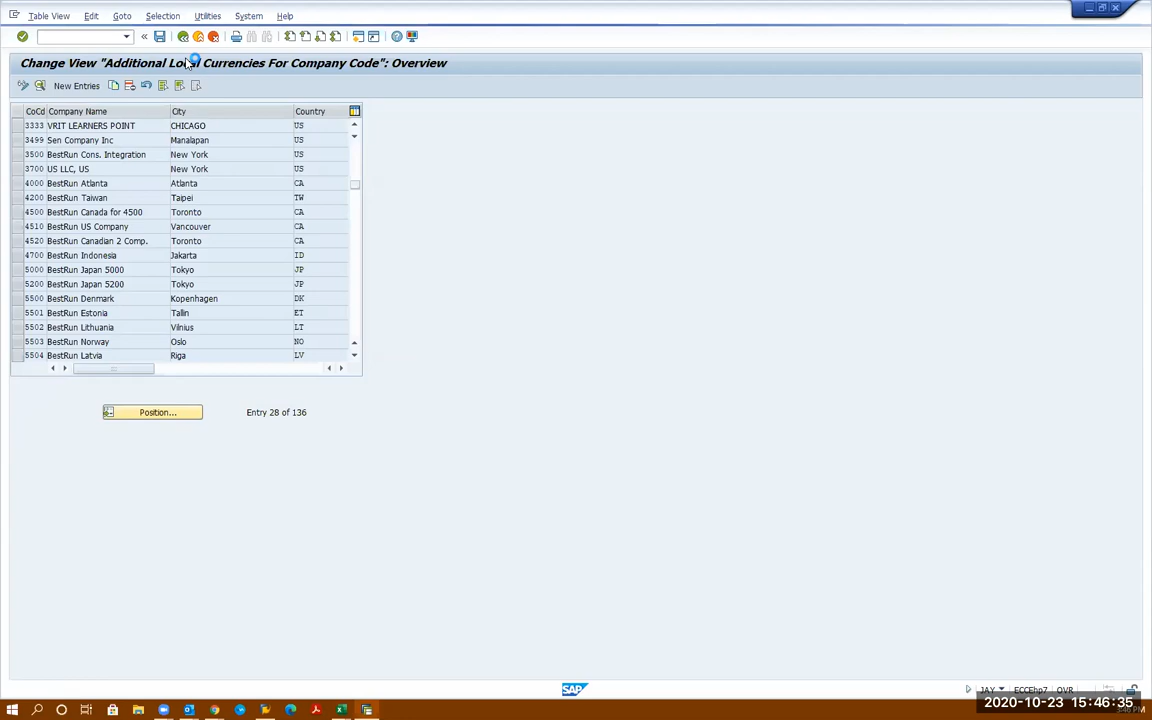 Table View Edit Goto Selection Utilities System Help
Change View "Additional Local Currencies For Company Code": Overview
New Entries
CoCd Company Name City Country
3333 VRIT LEARNERS POINT CHICAGO US
3499 Sen Company Inc Manalapan US
3500 BestRun Cons. Integration New York US
3700 US LLC, US New York US
4000 BestRun Atlanta Atlanta CA
4200 BestRun Taiwan Taipei TW
4500 BestRun Canada for 4500 Toronto CA
4510 BestRun US Company Vancouver CA
4520 BestRun Canadian 2 Comp. Toronto CA
4700 BestRun Indonesia Jakarta ID
5000 BestRun Japan 5000 Tokyo JP
5200 BestRun Japan 5200 Tokyo JP
5500 BestRun Denmark Kopenhagen DK
5501 BestRun Estonia Tallin ET
5502 BestRun Lithuania Vilnius LT
5503 BestRun Norway Oslo NO
5504 BestRun Latvia Riga LV
Position... Entry 28 of 136
SAP JAY ECCEhp7 OVR
2020-10-23 15:46:35